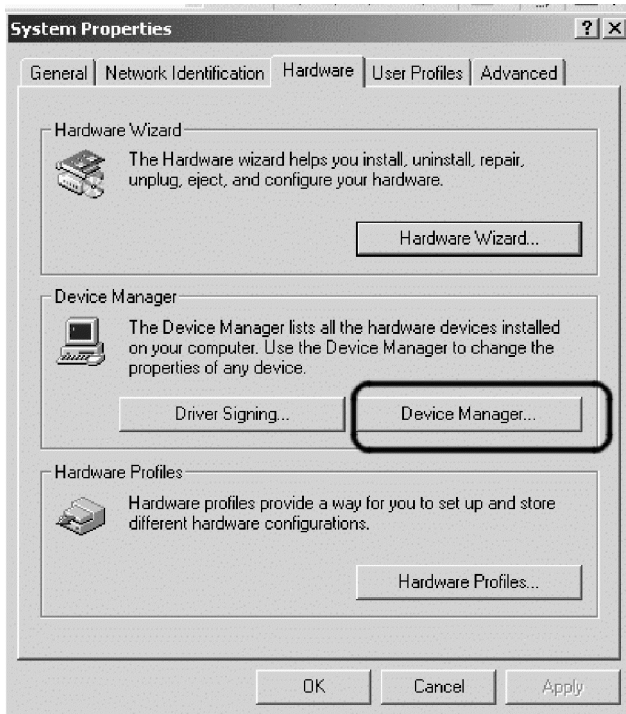 System Properties
General
Network Identification
Hardware
User Profiles
Advanced
Hardware Wizard
The Hardware wizard helps you install, uninstall, repair,
unplug, eject, and configure your hardware.
Hardware Wizard...
Device Manager
The Device Manager lists all the hardware devices installed
on your computer. Use the Device Manager to change the
properties of any device.
Driver Signing...
Device Manager...
Hardware Profiles
Hardware profiles provide a way for you to set up and store
different hardware configurations.
Hardware Profiles...
OK
Cancel
Apply